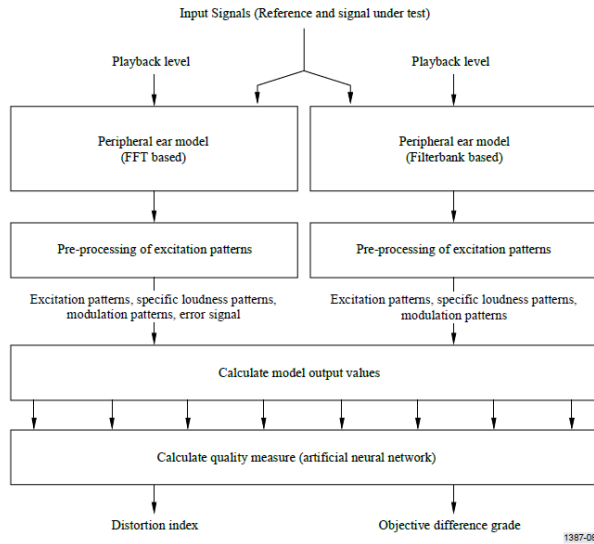 Input Signals (Reference and signal under test)
Playback level
Playback level
Peripheral ear model
(FFT based)
Peripheral ear model
(Filterbank based)
Pre-processing of excitation patterns
Pre-processing of excitation patterns
Excitation patterns, specific loudness patterns,
modulation patterns, error signal
Excitation patterns, specific loudness patterns,
modulation patterns
Calculate model output values
Calculate quality measure (artificial neural network)
Distortion index
Objective difference grade